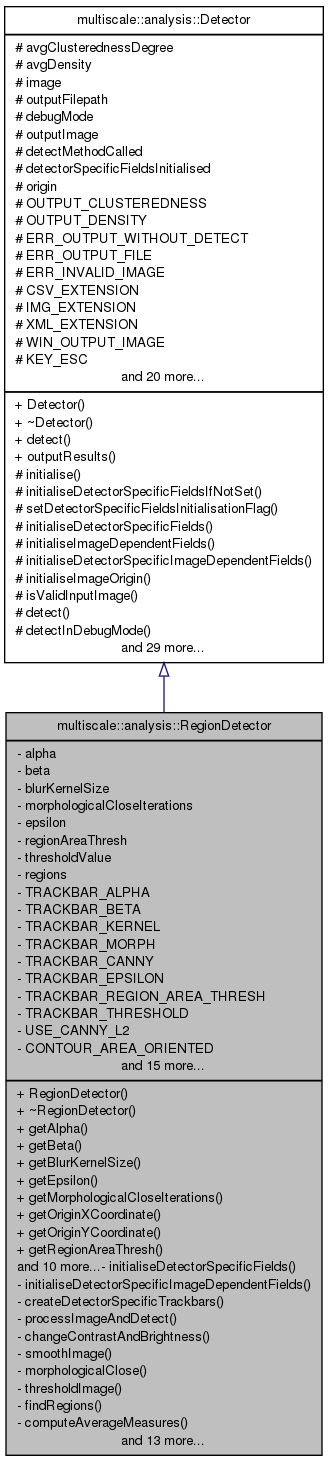 multiscale::analysis::Detector
# avgClusterednessDegree
# avgDensity
# image
# outputFilepath
# debugMode
# outputImage
# detectMethodCalled
# detectorSpecificFieldsInitialised
# origin
# OUTPUT_CLUSTEREDNESS
# OUTPUT_DENSITY
# ERR_OUTPUT_WITHOUT_DETECT
# ERR_OUTPUT_FILE
# ERR_INVALID_IMAGE
# CSV_EXTENSION
# IMG_EXTENSION
# XML_EXTENSION
# WIN_OUTPUT_IMAGE
# KEY_ESC
and 20 more...
+ Detector()
+ ~Detector()
+ detect()
+ outputResults()
# initialise()
# initialiseDetectorSpecificFieldsIfNotSet()
# setDetectorSpecificFieldsInitialisationFlag()
# initialiseDetectorSpecificFields()
# initialiseImageDependentFields()
# initialiseDetectorSpecificImageDependentFields()
# initialiseImageOrigin()
# isValidInputImage()
# detect()
# detectInDebugMode()
and 29 more...
multiscale::analysis::RegionDetector
- alpha
- beta
- blurKernelSize
- morphologicalCloseIterations
- epsilon
- regionAreaThresh
- thresholdValue
- regions
- TRACKBAR_ALPHA
- TRACKBAR_BETA
- TRACKBAR_KERNEL
- TRACKBAR_MORPH
- TRACKBAR_CANNY
- TRACKBAR_EPSILON
- TRACKBAR_REGION_AREA_THRESH
- TRACKBAR_THRESHOLD
- USE_CANNY_L2
- CONTOUR_AREA_ORIENTED
and 15 more...
+ RegionDetector()
+ ~RegionDetector()
+ getAlpha()
+ getBeta()
+ getBlurKernelSize()
+ getEpsilon()
+ getMorphologicalCloseIterations()
+ getOriginXCoordinate()
+ getOriginYCoordinate()
+ getRegionAreaThresh()
and 10 more...- initialiseDetectorSpecificFields()
- initialiseDetectorSpecificImageDependentFields()
- createDetectorSpecificTrackbars()
- processImageAndDetect()
- changeContrastAndBrightness()
- smoothImage()
- morphologicalClose()
- thresholdImage()
- findRegions()
- computeAverageMeasures()
and 13 more...